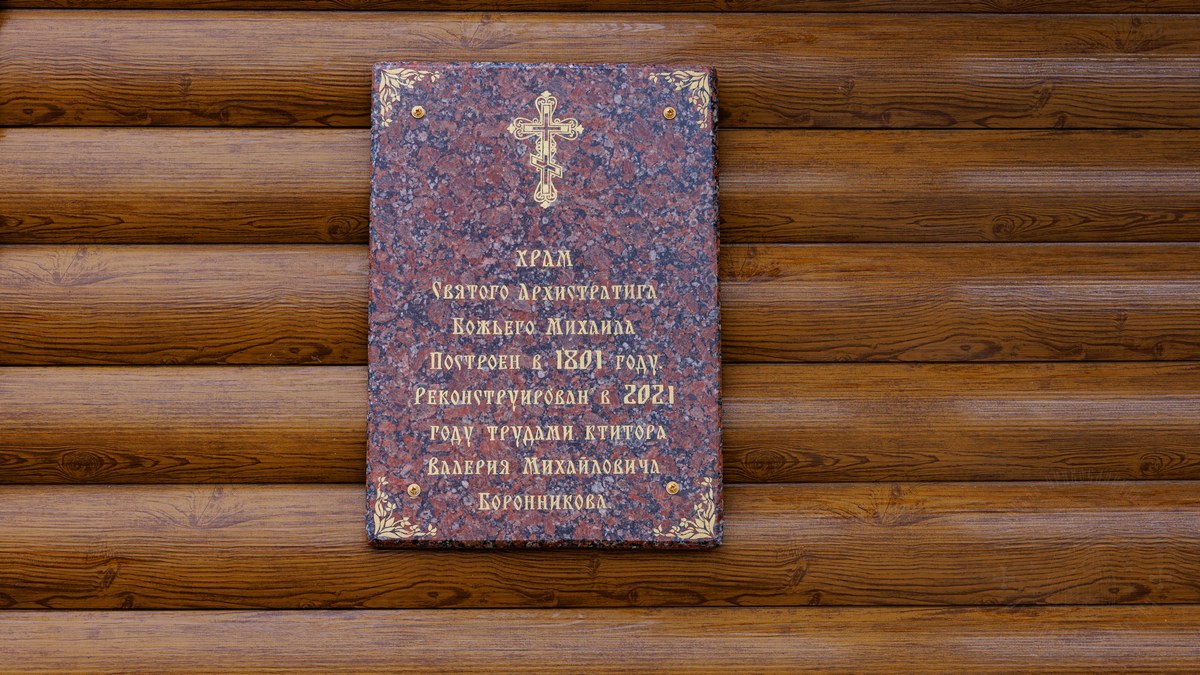 ХРАМ
Святого Архистратига
Божьего Михаила
Построен в 1801 году
Реконструирован в 2021
году трудами ктитора
Валерия Михайловича
Боронникова